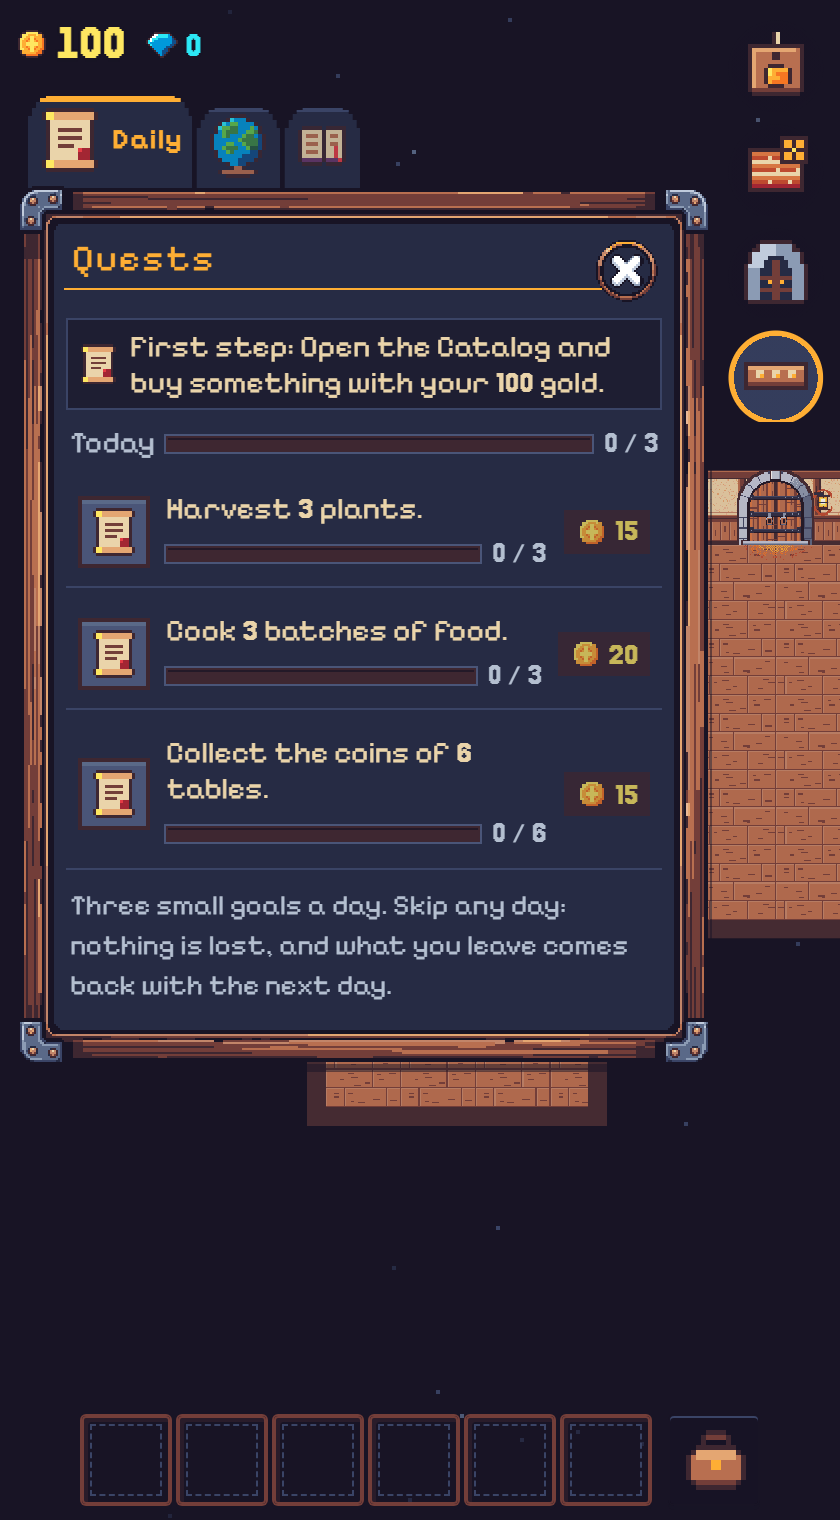 100 0
Daily
Quests
First step: Open the Catalog and
buy something with your 100 gold.
Today 0 / 3
Harvest 3 plants.
0 / 3
15
Cook 3 batches of food.
0 / 3
20
Collect the coins of 6
tables.
0 / 6
15
Three small goals a day. Skip any day:
nothing is lost, and what you leave comes
back with the next day.